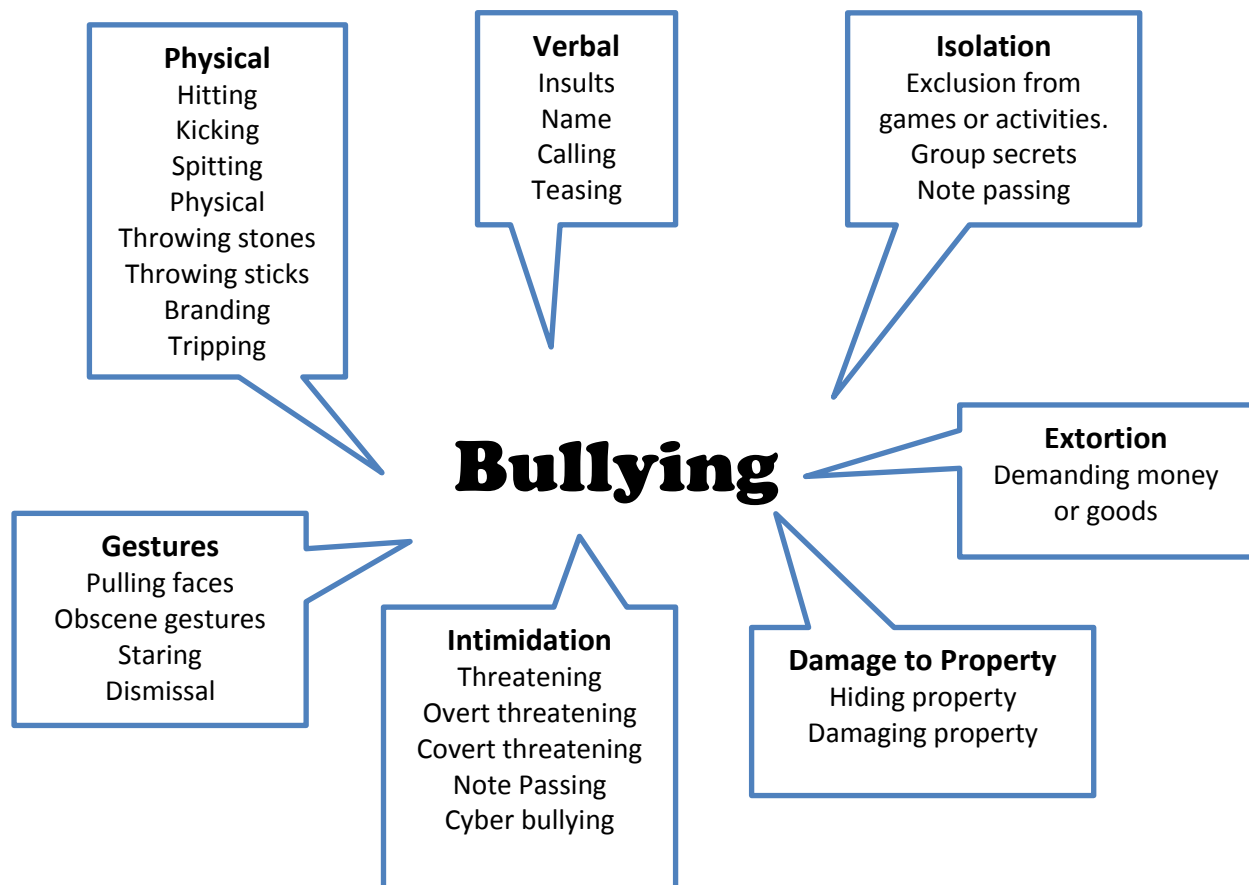 Physical
Hitting
Kicking
Spitting
Physical
Throwing stones
Throwing sticks
Branding
Tripping
Verbal
Insults
Name
Calling
Teasing
Isolation
Exclusion from
games or activities.
Group secrets
Note passing
Bullying
Extortion
Demanding money
or goods
Gestures
Pulling faces
Obscene gestures
Staring
Dismissal
Intimidation
Threatening
Overt threatening
Covert threatening
Note Passing
Cyber bullying
Damage to Property
Hiding property
Damaging property